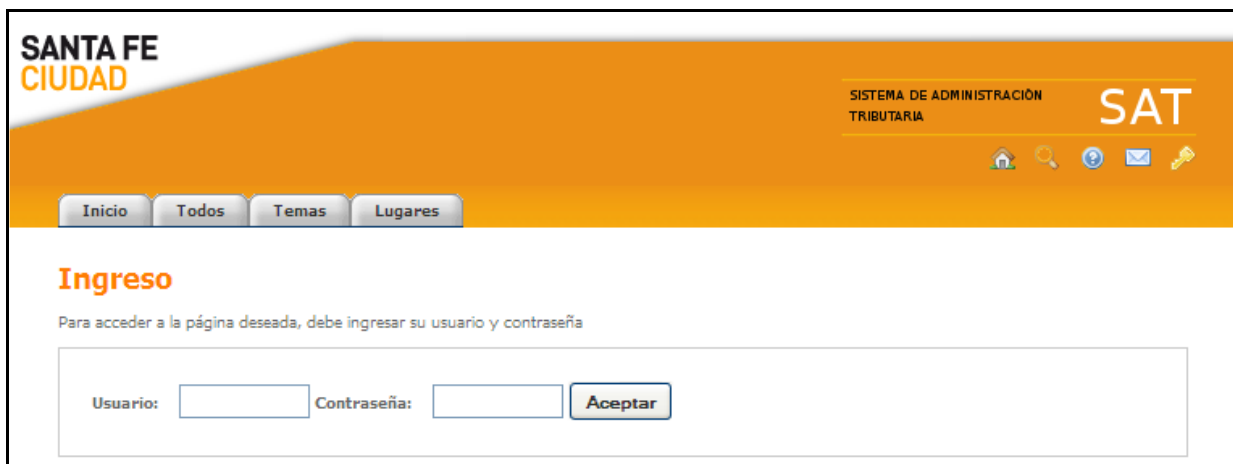 SANTA FE
CIUDAD
SISTEMA DE ADMINISTRACIÓN
TRIBUTARIA
SAT
Inicio Todos Temas Lugares
Ingreso
Para acceder a la página deseada, debe ingresar su usuario y contraseña
Usuario: Contraseña: Aceptar